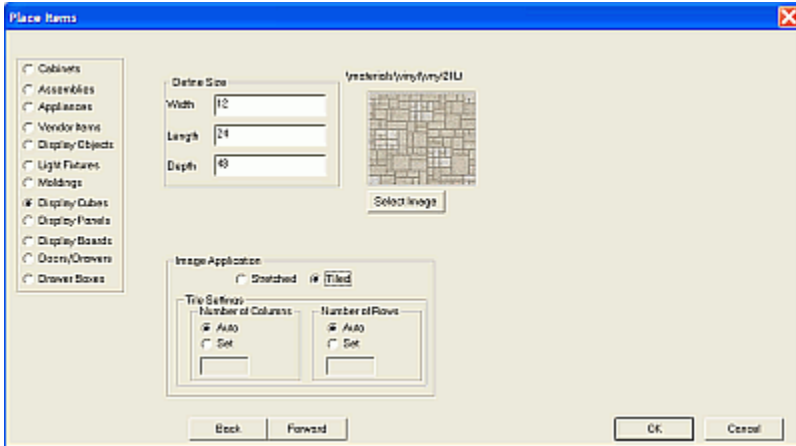 Place Items
Cabinets
Assemblies
Appliances
Vendor Items
Display Objects
Light Fixtures
Moldings
Display Cubes
Display Panels
Display Boards
Doors/Drawers
Drawer Boxes
Define Size
Width 12
Length 24
Depth 48
Select Image
Image Application
Stretched Tiled
Tile Settings
Number of Columns Number of Rows
Auto Auto
Set Set
Back Forward OK Cancel